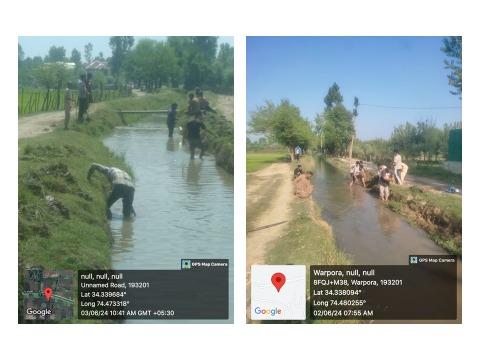 GPS Map Camera
null, null, null
Unnamed Road, 193201
Lat 34.339684°
Long 74.473318°
03/06/24 10:41 AM GMT +05:30
Google
GPS Map Camera
Warpora, null, null
8FQJ+M38, Warpora, 193201
Lat 34.338094°
Long 74.480255°
02/06/24 07:55 AM
Google